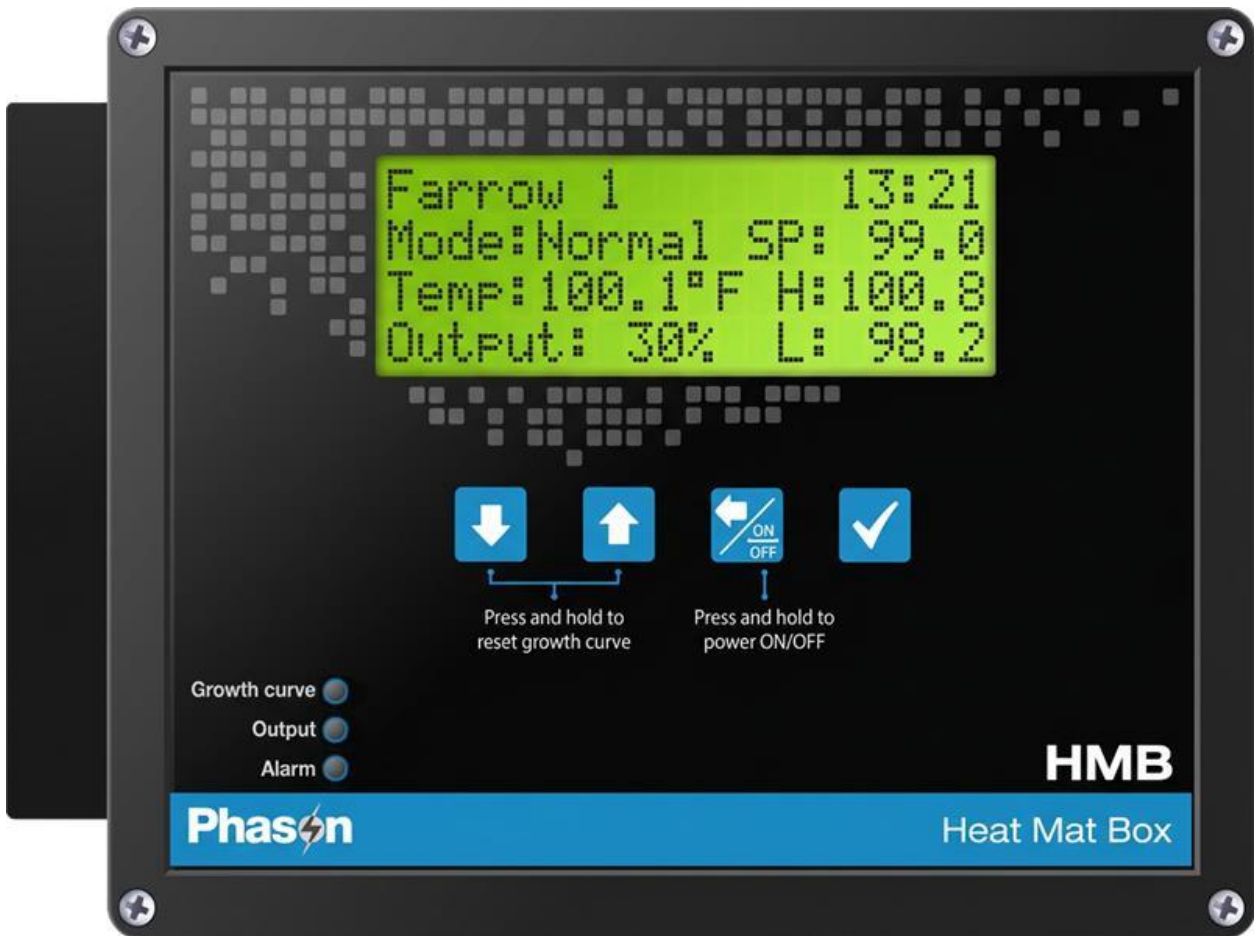 Farrow 1 13:21
Mode:Normal SP: 99.0
Temp:100.1°F H:100.8
Output: 30% L: 98.2
ON
OFF
Press and hold to
reset growth curve
Press and hold to
power ON/OFF
Growth curve
Output
Alarm
HMB
Phason
Heat Mat Box